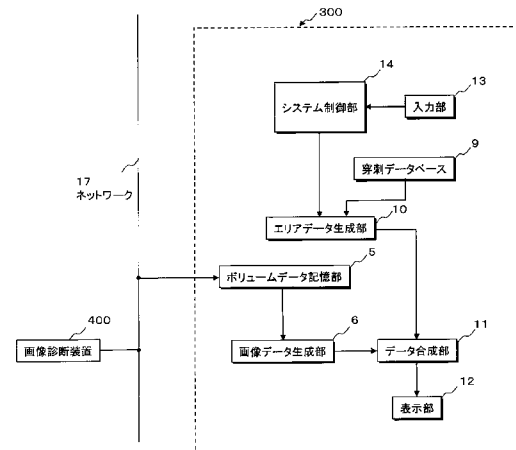 300
14
システム制御部
13
入力部
9
穿刺データベース
17
ネットワーク
10
エリアデータ生成部
5
ボリュームデータ記憶部
400
画像診断装置
6
画像データ生成部
11
データ合成部
12
表示部